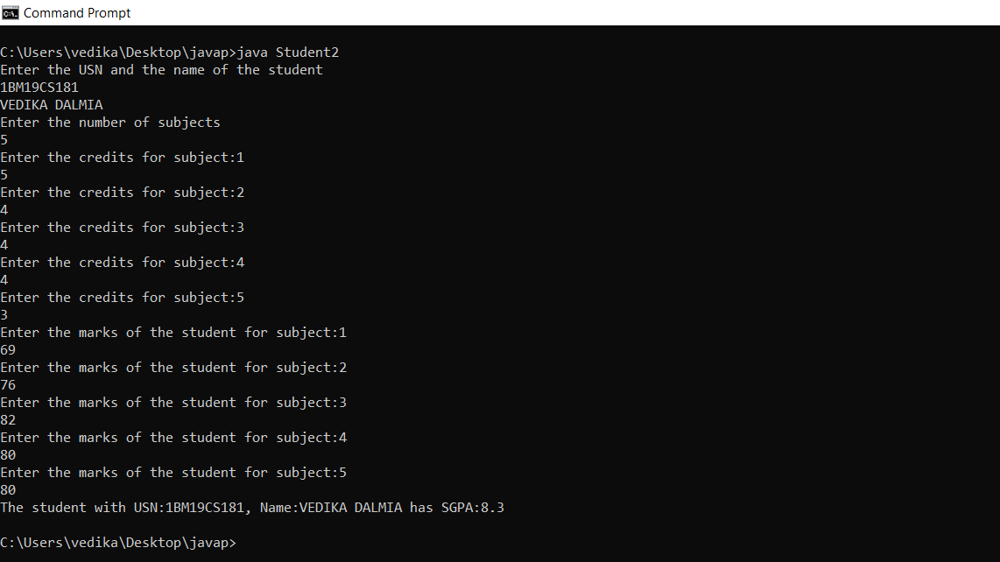 Command Prompt
C:\Users\vedika\Desktop\javap>java Student2
Enter the USN and the name of the student
1BM19CS181
VEDIKA DALMIA
Enter the number of subjects
5
Enter the credits for subject:1
5
Enter the credits for subject:2
4
Enter the credits for subject:3
4
Enter the credits for subject:4
4
Enter the credits for subject:5
3
Enter the marks of the student for subject:1
69
Enter the marks of the student for subject:2
76
Enter the marks of the student for subject:3
82
Enter the marks of the student for subject:4
80
Enter the marks of the student for subject:5
80
The student with USN:1BM19CS181, Name:VEDIKA DALMIA has SGPA:8.3
C:\Users\vedika\Desktop\javap>